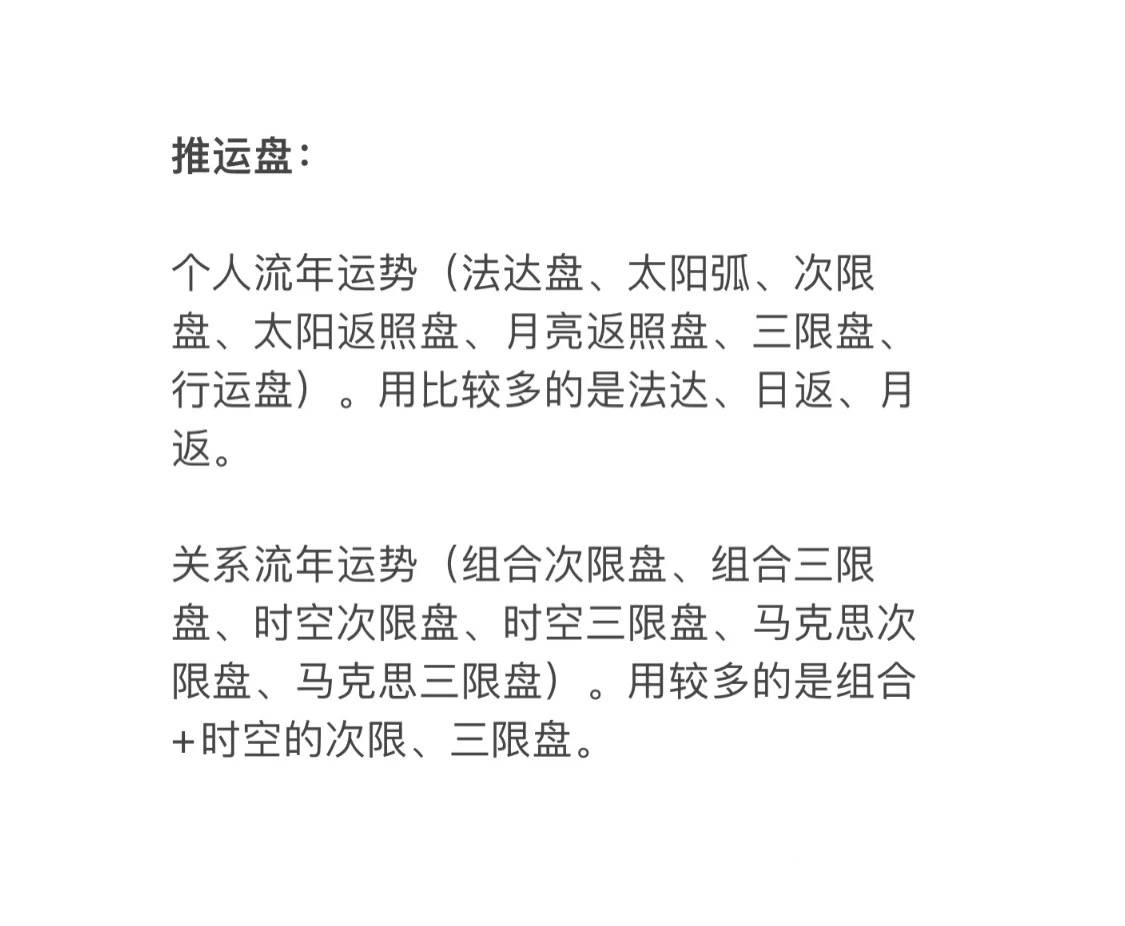 推运盘：
个人流年运势（法达盘、太阳弧、次限
盘、太阳返照盘、月亮返照盘、三限盘、
行运盘）。用比较多的是法达、日返、月
返。
关系流年运势（组合次限盘、组合三限
盘、时空次限盘、时空三限盘、马克思次
限盘、马克思三限盘）。用较多的是组合
+时空的次限、三限盘。